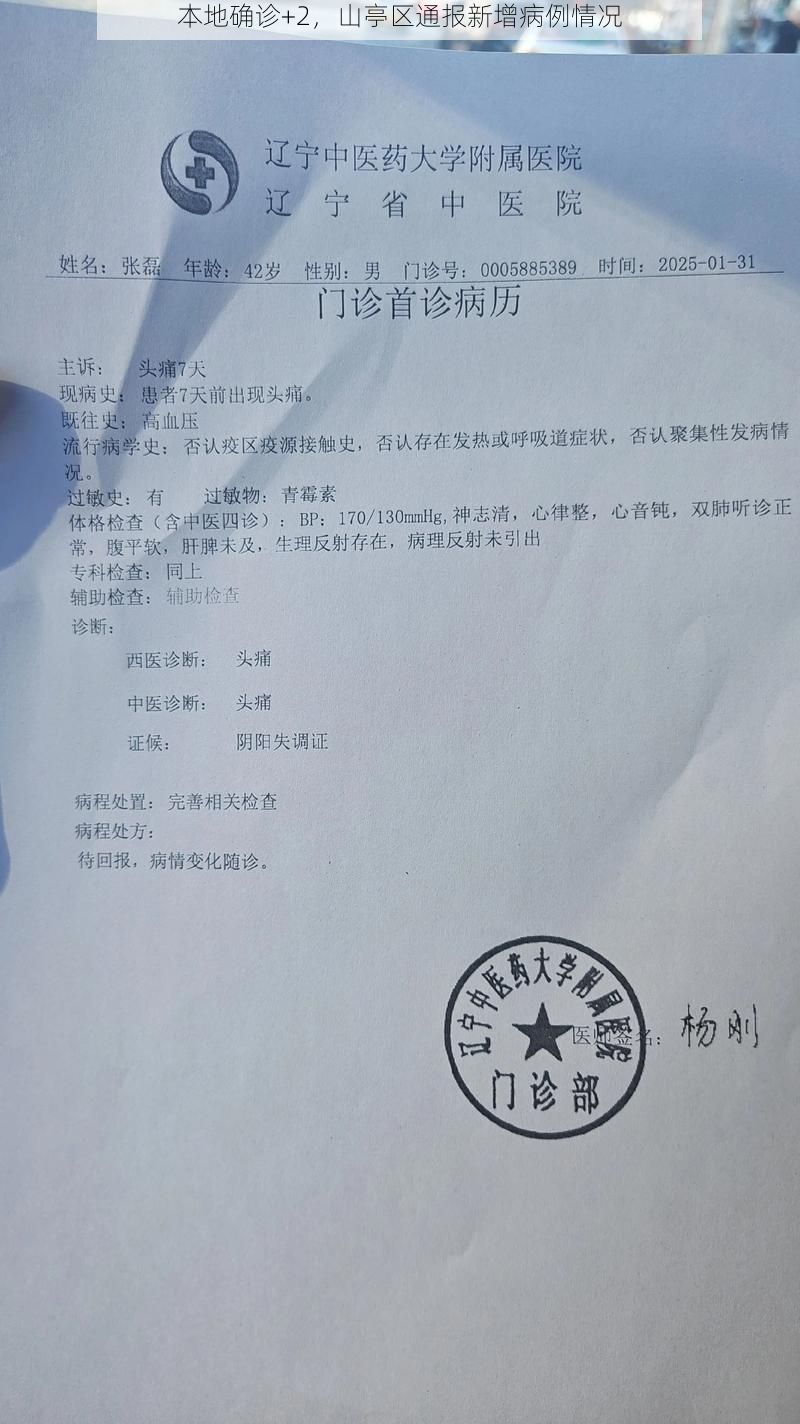 本地确诊+2，山亭区通报新增病例情况
辽宁中医药大学附属医院
辽宁省中医院
姓名：张磊 年龄：42岁 性别：男 门诊号：0005885389 时间：2025-01-31
门诊首诊病历
主诉： 头痛7天
现病史：患者7天前出现头痛。
既往史：高血压
流行病学史：否认疫区疫源接触史，否认存在发热或呼吸道症状，否认聚集性发病情
况。
过敏史：有 过敏物：青霉素
体格检查（含中医四诊）：BP：170/130mmHg,神志清，心律整，心音钝，双肺听诊正
常，腹平软，肝脾未及，生理反射存在，病理反射未引出
专科检查：同上
辅助检查：辅助检查
诊断：
西医诊断： 头痛
中医诊断： 头痛
证候： 阴阳失调证
病程处置：完善相关检查
病程处方：
待回报，病情变化随诊。
辽宁中医药大学附属医院
医师签名：杨刚
门诊部